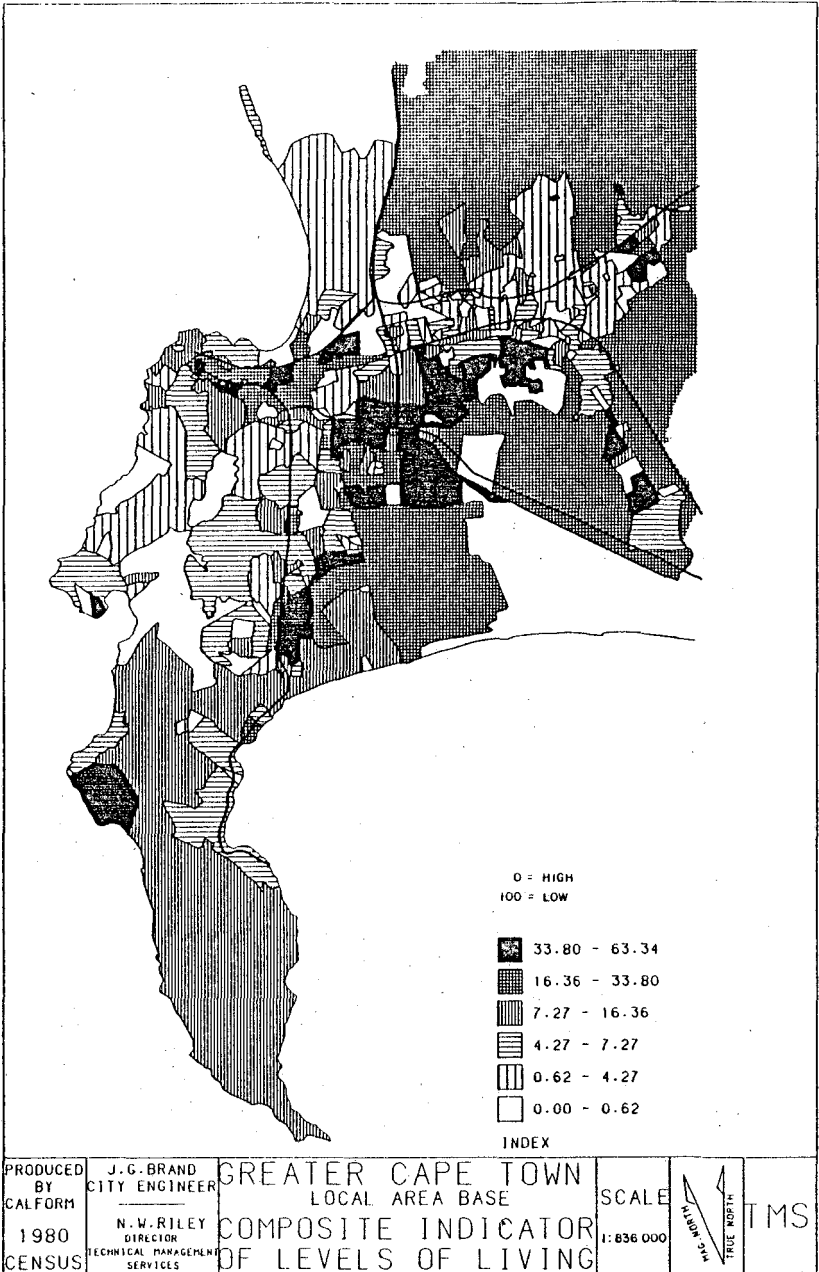 0 = HIGH
100 = LOW
33.80 - 63.34
16.36 - 33.80
7.27 - 16.36
4.27 - 7.27
0.62 - 4.27
0.00 - 0.62
INDEX
PRODUCED
BY
CALFORM
1980
CENSUS
J.G.BRAND
CITY ENGINEER
N.W.RILEY
DIRECTOR
TECHNICAL MANAGEMENT
SERVICES
GREATER CAPE TOWN
LOCAL AREA BASE
COMPOSITE INDICATOR
OF LEVELS OF LIVING
SCALE
1:836 000
MAG.NORTH
TRUE NORTH
TMS